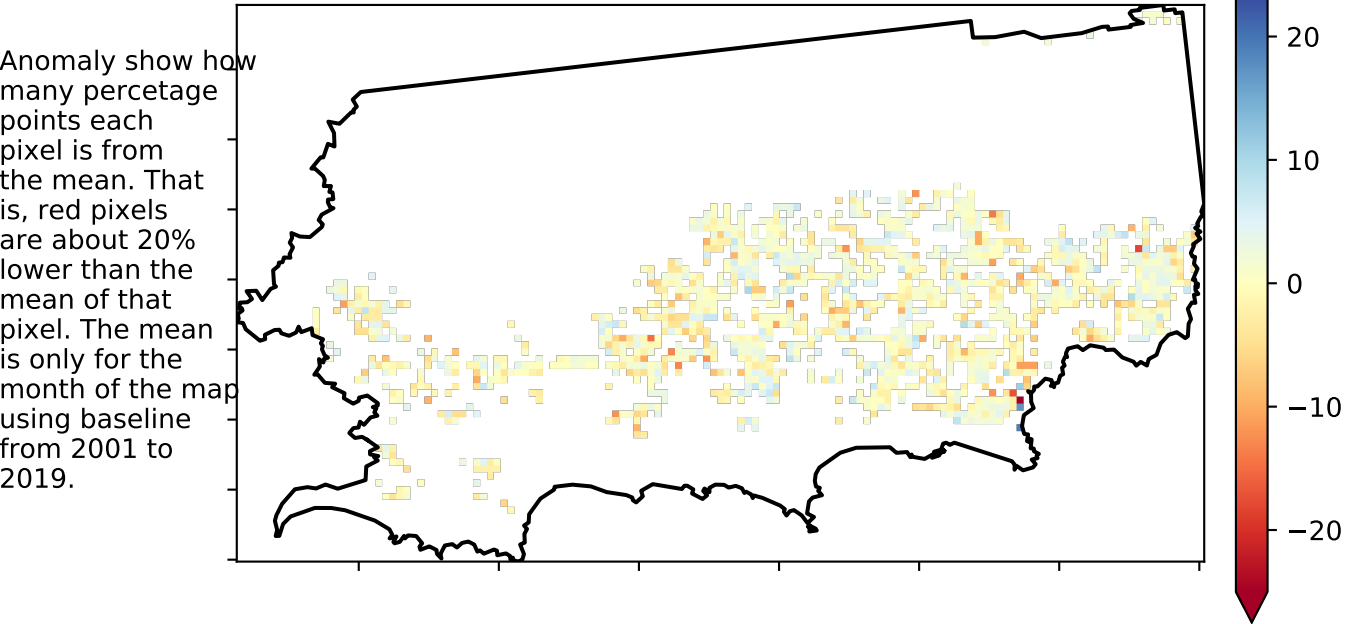 Anomaly show how
many percetage
points each
pixel is from
the mean. That
is, red pixels
are about 20%
lower than the
mean of that
pixel. The mean
is only for the
month of the map
using baseline
from 2001 to
2019.
20
10
0
−10
−20